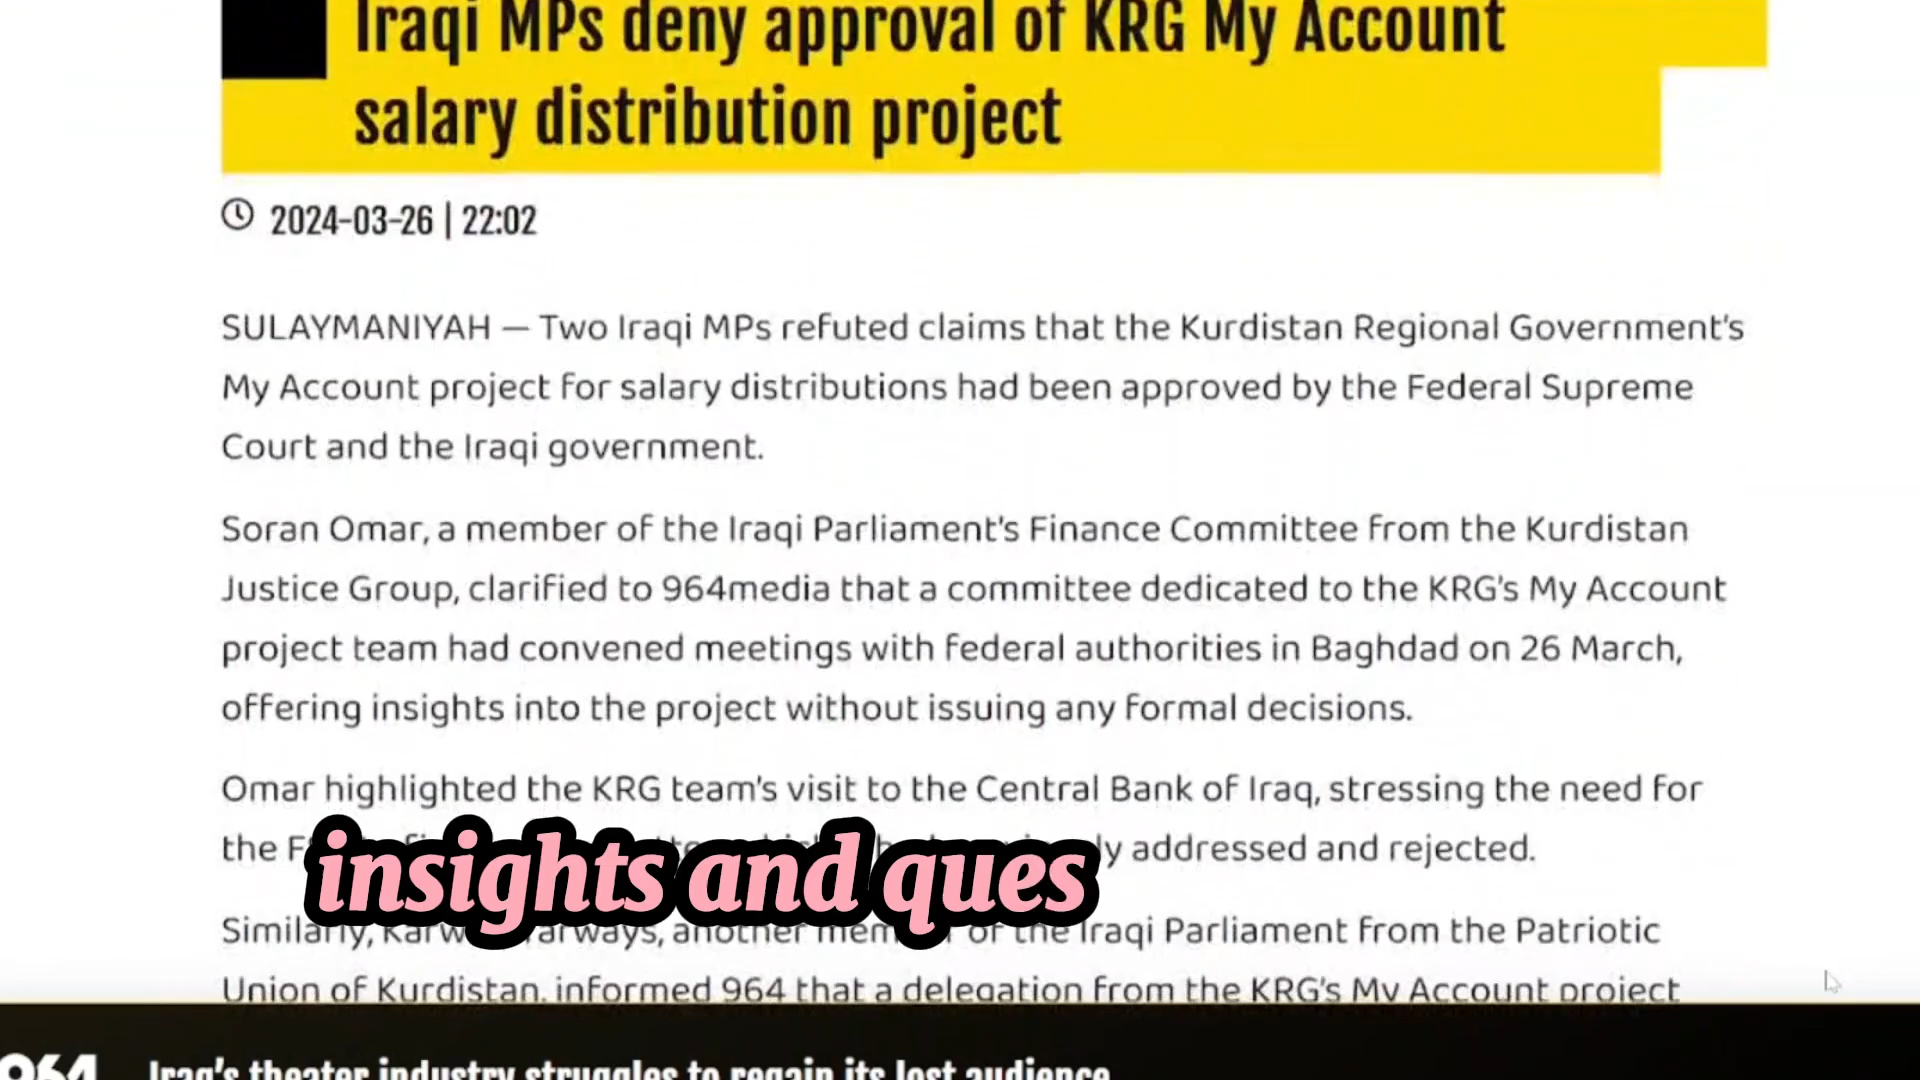 Iraqi MPs deny approval of KRG My Account
salary distribution project
2024-03-26 | 22:02
SULAYMANIYAH — Two Iraqi MPs refuted claims that the Kurdistan Regional Government's
My Account project for salary distributions had been approved by the Federal Supreme
Court and the Iraqi government.
Soran Omar, a member of the Iraqi Parliament's Finance Committee from the Kurdistan
Justice Group, clarified to 964media that a committee dedicated to the KRG's My Account
project team had convened meetings with federal authorities in Baghdad on 26 March,
offering insights into the project without issuing any formal decisions.
Omar highlighted the KRG team's visit to the Central Bank of Iraq, stressing the need for
the addressed and rejected.
insights and ques
Similarly, another member of the Iraqi Parliament from the Patriotic
Union of Kurdistan, informed 964 that a delegation from the KRG's My Account project
964 Iraq's theater industry struggles to regain its lost audience